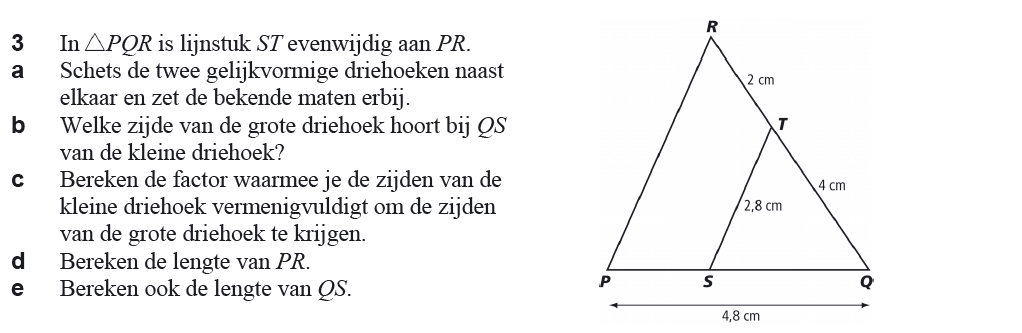 3 In △PQR is lijnstuk ST evenwijdig aan PR.
a Schets de twee gelijkvormige driehoeken naast
elkaar en zet de bekende maten erbij.
b Welke zijde van de grote driehoek hoort bij QS
van de kleine driehoek?
c Bereken de factor waarmee je de zijden van de
kleine driehoek vermenigvuldigt om de zijden
van de grote driehoek te krijgen.
d Bereken de lengte van PR.
e Bereken ook de lengte van QS.
R
2 cm
T
4 cm
2,8 cm
P S Q
4,8 cm